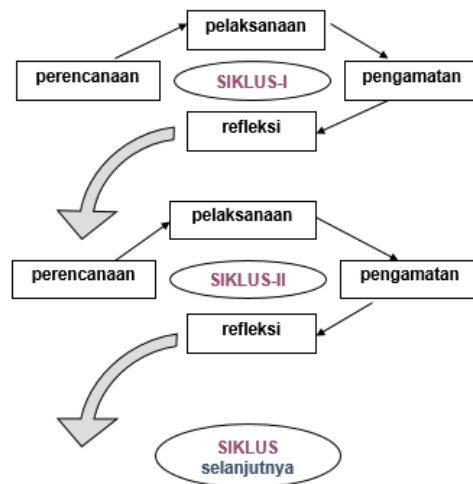 pelaksanaan
perencanaan
SIKLUS-I
pengamatan
refleksi
pelaksanaan
perencanaan
SIKLUS-II
pengamatan
refleksi
SIKLUS
selanjutnya